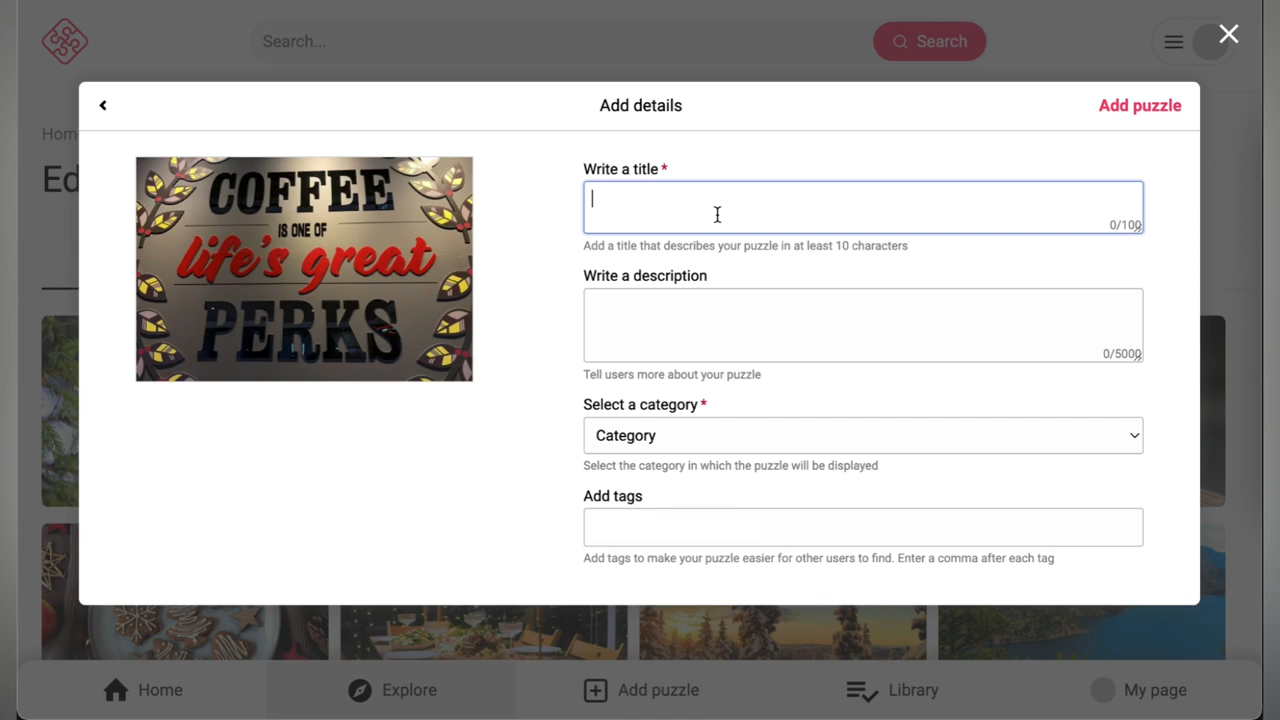 Search...
Search
Hom
Ed
Add details
Add puzzle
COFFEE
IS ONE OF
life's great
PERKS
Write a title *
0/100
Add a title that describes your puzzle in at least 10 characters
Write a description
0/5000
Tell users more about your puzzle
Select a category *
Category
Select the category in which the puzzle will be displayed
Add tags
Add tags to make your puzzle easier for other users to find. Enter a comma after each tag
Home
Explore
Add puzzle
Library
My page